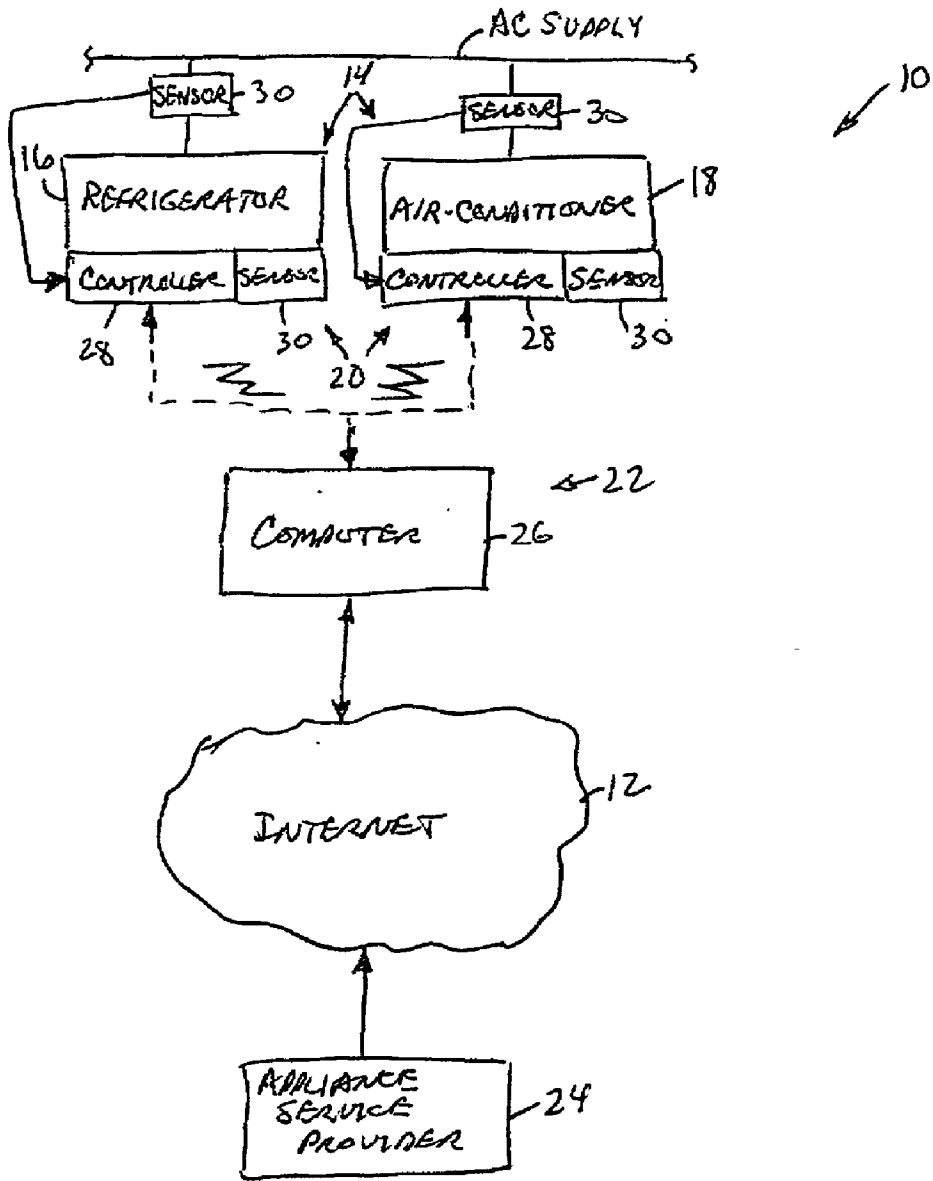 AC SUPPLY
10
14
SENSOR 30
SENSOR 30
16
REFRIGERATOR
AIR-CONDITIONER
18
CONTROLLER
SENSOR
CONTROLLER
SENSOR
28
30
20
28
30
22
COMPUTER
26
INTERNET
12
APPLIANCE
SERVICE
PROVIDER
24